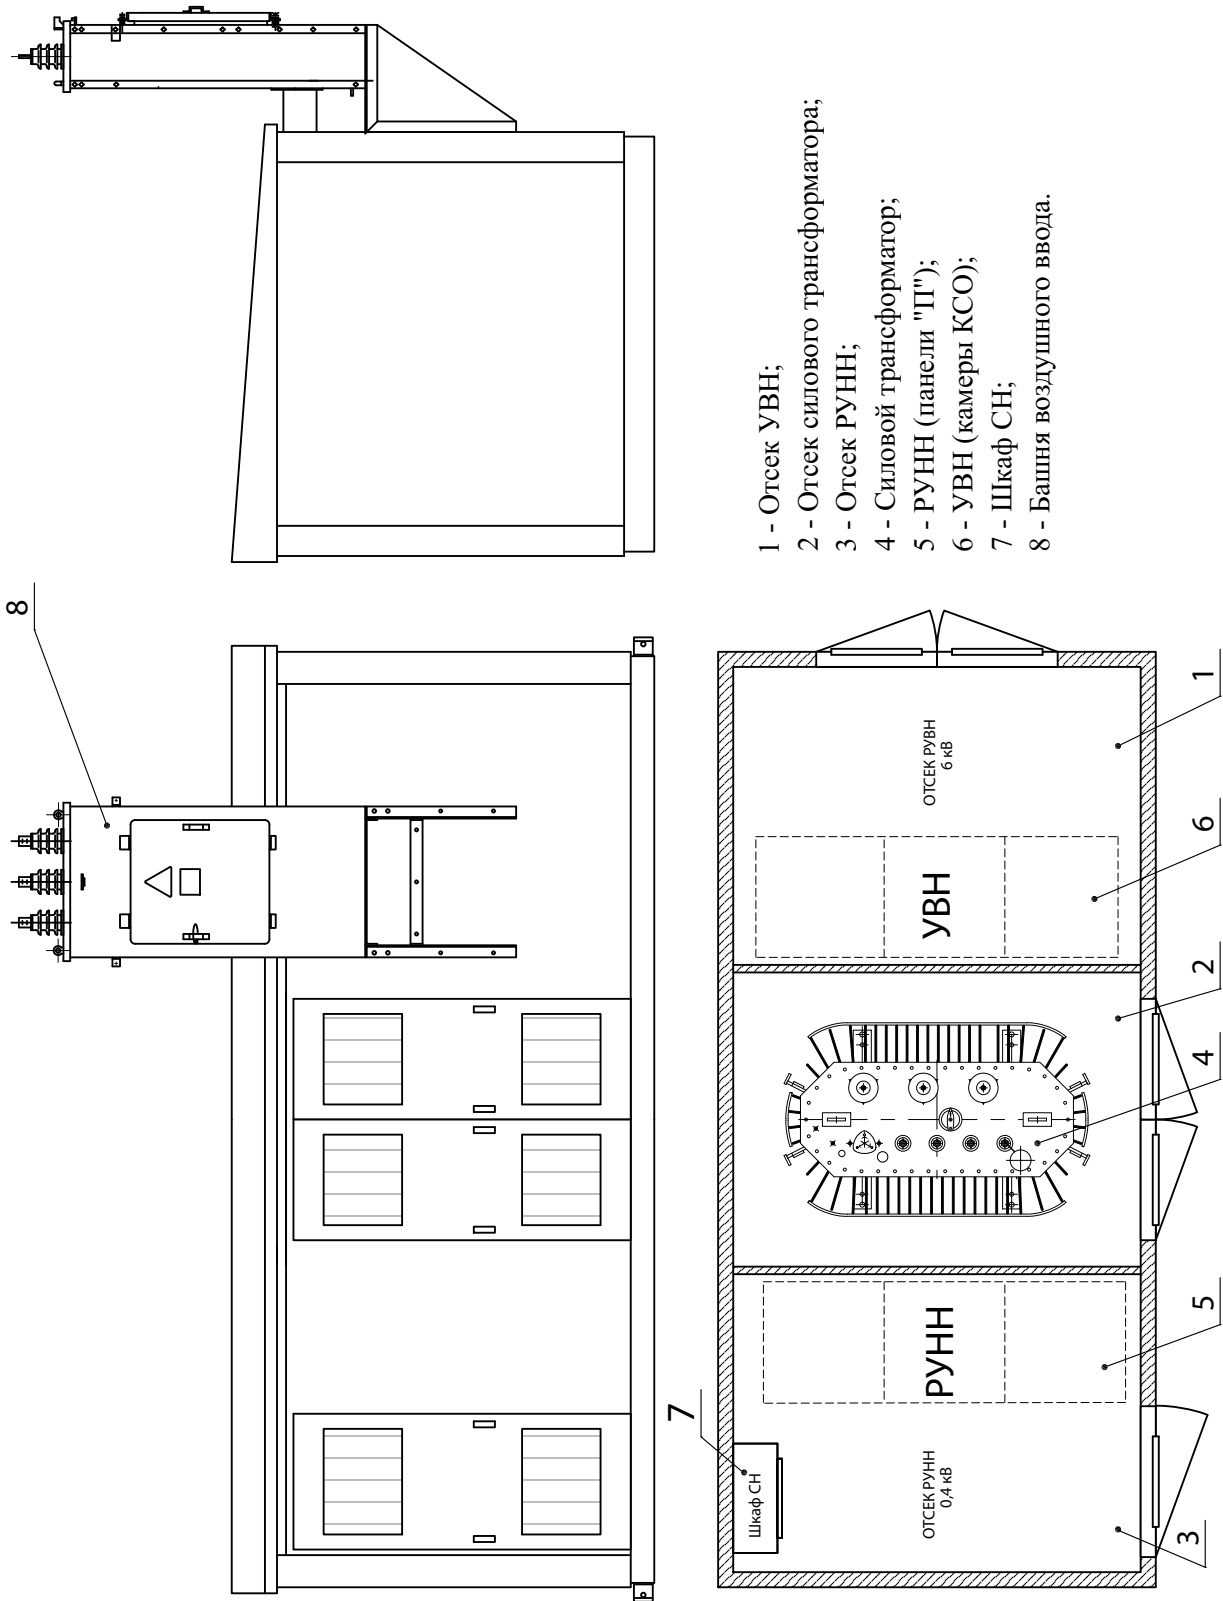 8
1 - Отсек УВН;
2 - Отсек силового трансформатора;
3 - Отсек РУНН;
4 - Силовой трансформатор;
5 - РУНН (панели "П");
6 - УВН (камеры КСО);
7 - Шкаф СН;
8 - Башня воздушного ввода.
7
Шкаф СН
ОТСЕК РУНН
0,4 кВ
РУНН
УВН
ОТСЕК РУВН
6 кВ
3
5
4
2
6
1